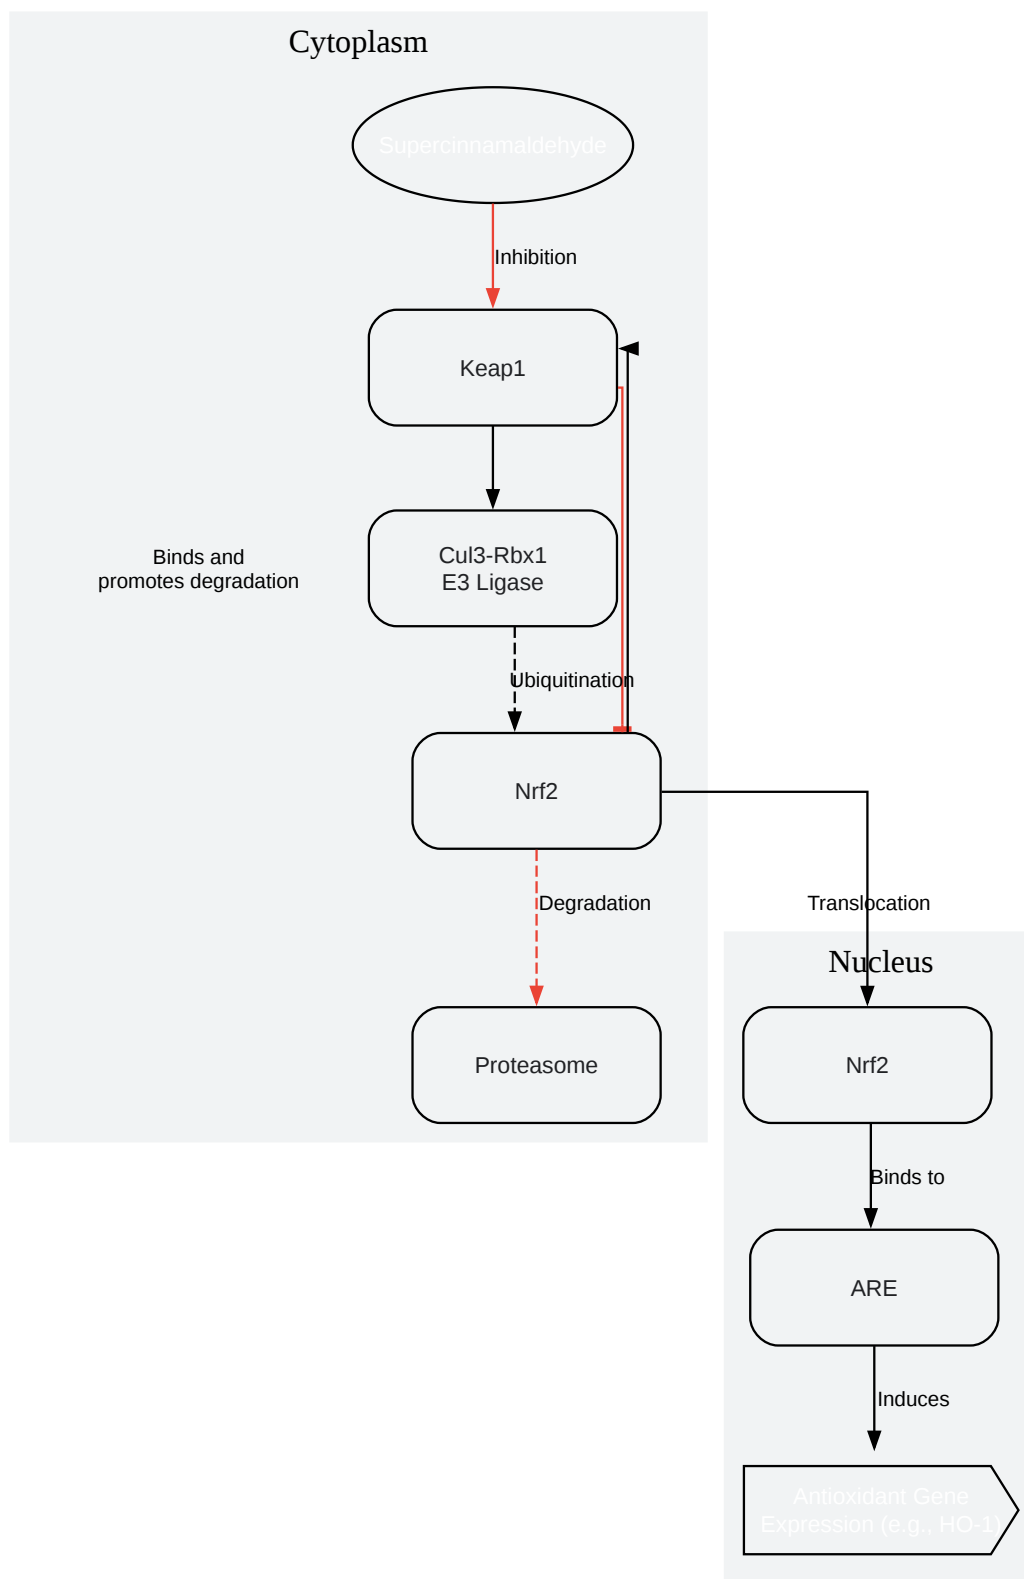 Cytoplasm
Supercinnamaldehyde
Inhibition
Keap1
Cul3-Rbx1
E3 Ligase
Binds and
promotes degradation
Ubiquitination
Nrf2
Degradation
Translocation
Proteasome
Nucleus
Nrf2
Binds to
ARE
Induces
Antioxidant Gene
Expression (e.g., HO-1)